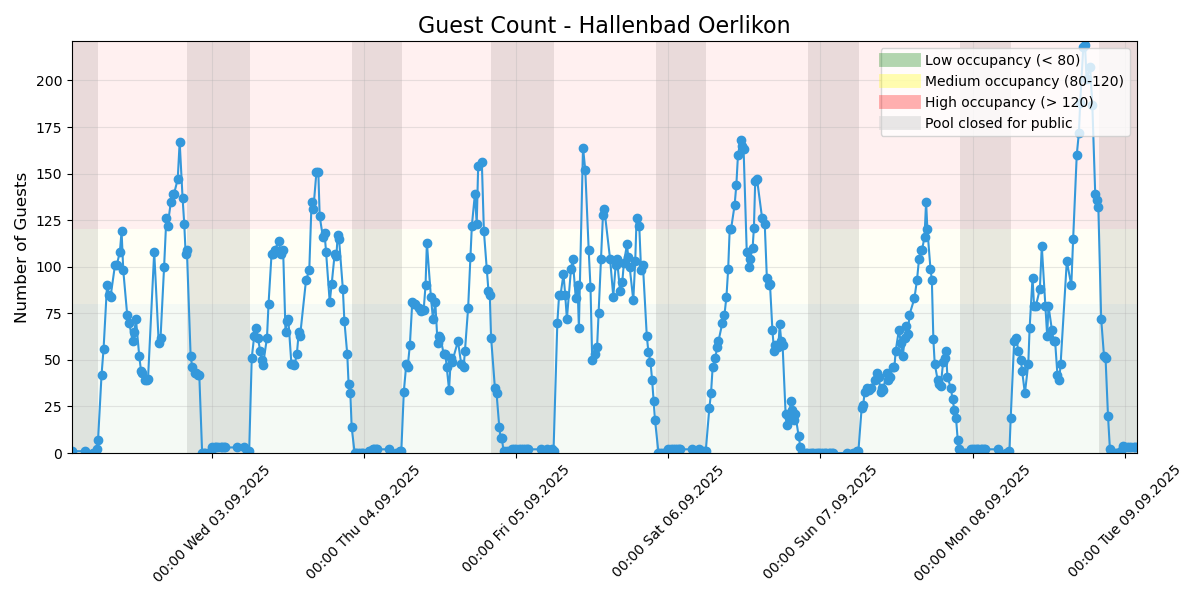 Guest Count - Hallenbad Oerlikon
Number of Guests
200
175
150
125
100
75
50
25
0
Low occupancy (< 80)
Medium occupancy (80-120)
High occupancy (> 120)
Pool closed for public
00:00 Wed 03.09.2025
00:00 Thu 04.09.2025
00:00 Fri 05.09.2025
00:00 Sat 06.09.2025
00:00 Sun 07.09.2025
00:00 Mon 08.09.2025
00:00 Tue 09.09.2025